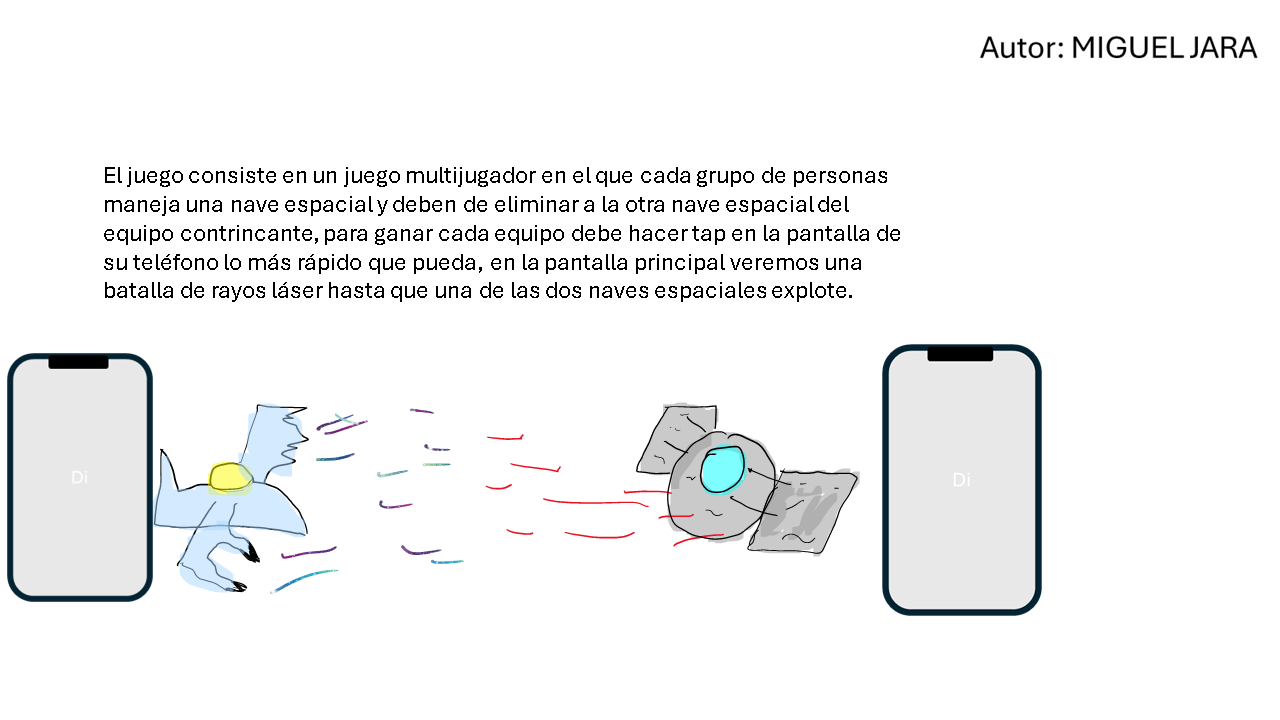 Autor: MIGUEL JARA
El juego consiste en un juego multijugador en el que cada grupo de personas
maneja una nave espacial y deben de eliminar a la otra nave espacial del
equipo contrincante, para ganar cada equipo debe hacer tap en la pantalla de
su teléfono lo más rápido que pueda, en la pantalla principal veremos una
batalla de rayos láser hasta que una de las dos naves espaciales explote.
Di
Di